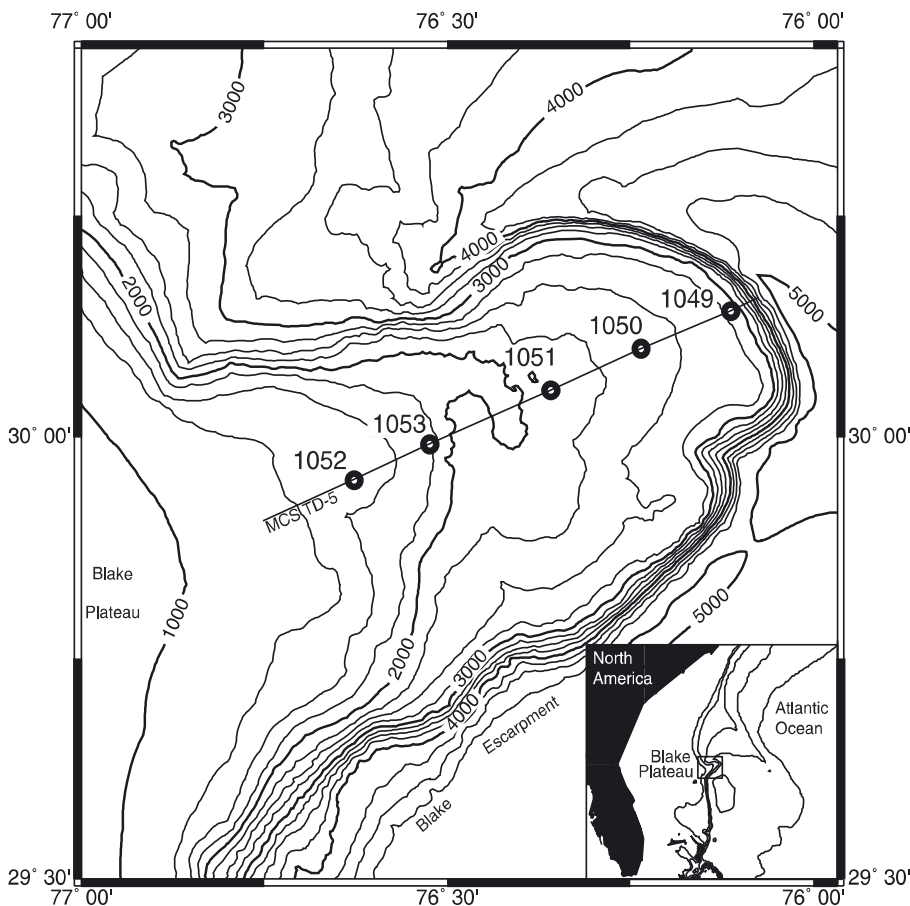 77° 00'
76° 30'
76° 00'
3000
4000
4000
3000
2000
1049
5000
1050
1051
1053
30° 00'
30° 00'
1052
MCS TD-5
Blake
Plateau
1000
5000
2000
3000
4000
Escarpment
Blake
North
America
Atlantic
Ocean
Blake
Plateau
29° 30'
29° 30'
77° 00'
76° 30'
76° 00'